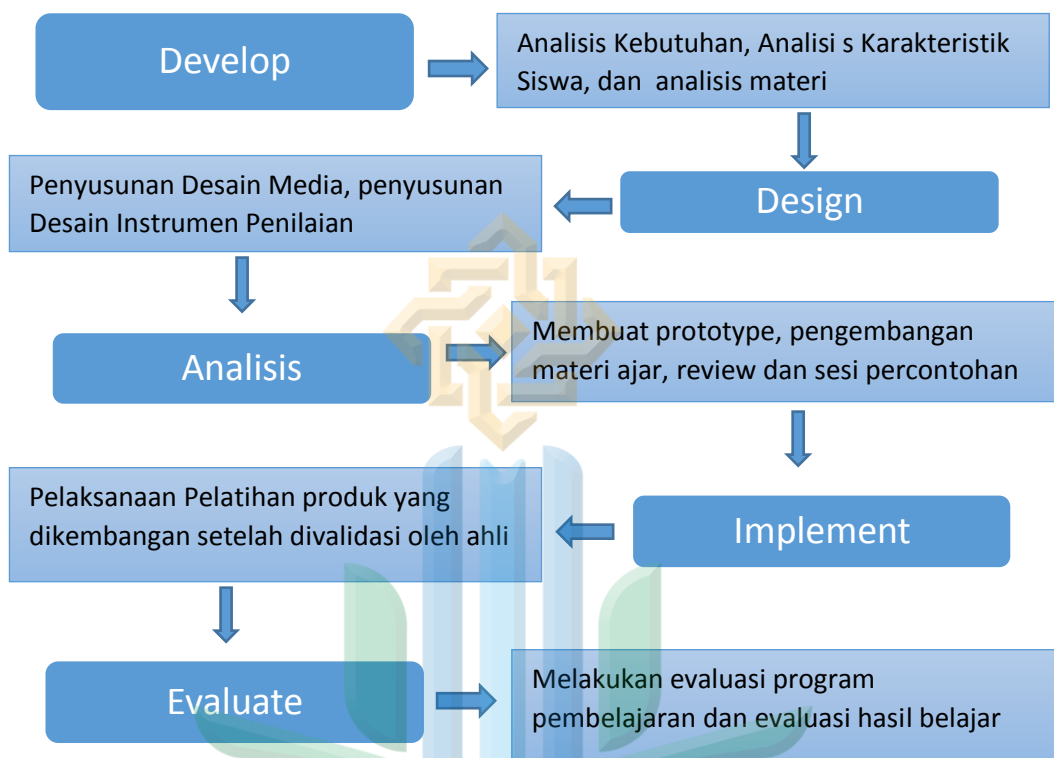 Develop
Analisis Kebutuhan, Analisi s Karakteristik
Siswa, dan analisis materi
Design
Penyusunan Desain Media, penyusunan
Desain Instrumen Penilaian
Analisis
Membuat prototype, pengembangan
materi ajar, review dan sesi percontohan
Implement
Pelaksanaan Pelatihan produk yang
dikembangan setelah divalidasi oleh ahli
Evaluate
Melakukan evaluasi program
pembelajaran dan evaluasi hasil belajar